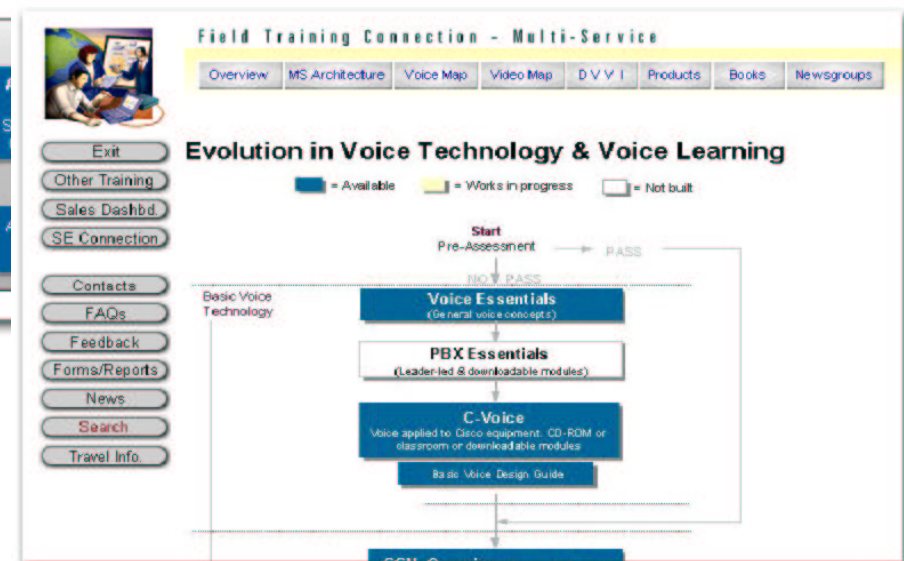 Field Training Connection - Multi-Service
Overview
MS Architecture
Voice Map
Video Map
D V V I
Products
Books
Newsgroups
Exit
Other Training
Sales Dashbd.
SE Connection
Contacts
FAQs
Feedback
Forms/Reports
News
Search
Travel Info.
Evolution in Voice Technology & Voice Learning
= Available
= Works in progress
= Not built
Start
Pre-Assessment
PASS
NO PASS
Basic Voice
Technology
Voice Essentials
(General voice concepts)
PBX Essentials
(Leader-led & downloadable modules)
C-Voice
Voice applied to Cisco equipment. CD-ROM or
classroom or downloadable modules
Basic Voice Design Guide